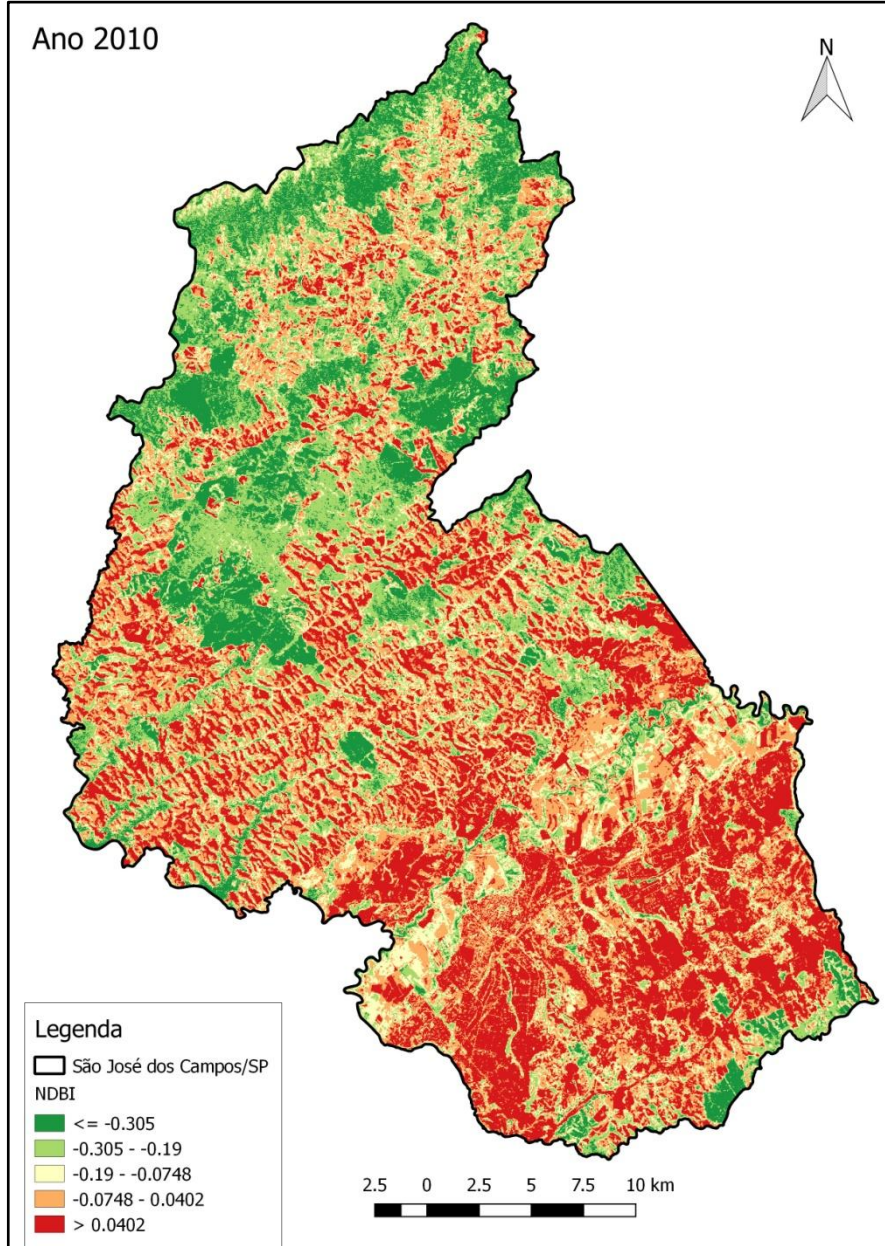 Ano 2010
N
Legenda
São José dos Campos/SP
NDBI
<= -0.305
-0.305 - -0.19
-0.19 - -0.0748
-0.0748 - 0.0402
> 0.0402
2.5 0 2.5 5 7.5 10 km